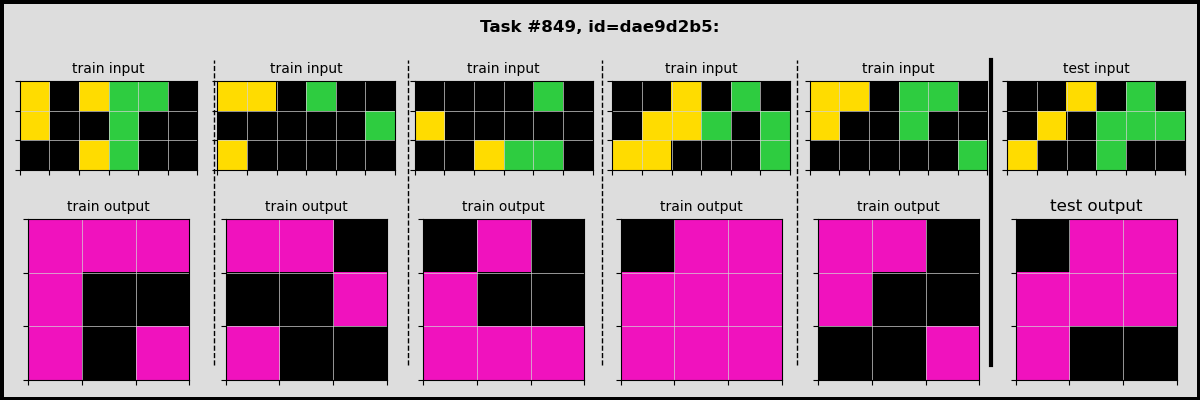 Task #849, id=dae9d2b5:
train input train input train input train input train input test input
train output train output train output train output train output test output